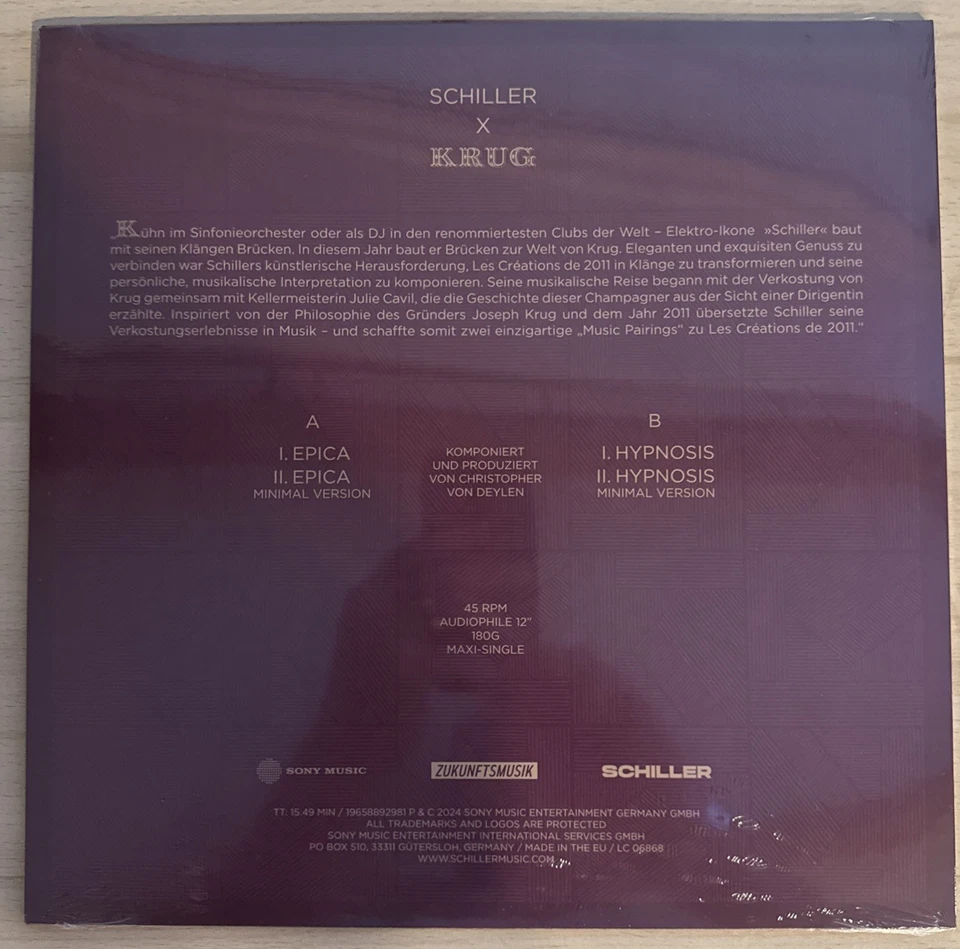 SCHILLER
X
KRUG
„Kühn im Sinfonieorchester oder als DJ in den renommiertesten Clubs der Welt – Elektro-Ikone »Schiller« baut
mit seinen Klängen Brücken. In diesem Jahr baut er Brücken zur Welt von Krug. Eleganten und exquisiten Genuss zu
verbinden war Schillers künstlerische Herausforderung, Les Créations de 2011 in Klänge zu transformieren und seine
persönliche, musikalische Interpretation zu komponieren. Seine musikalische Reise begann mit der Verkostung von
Krug gemeinsam mit Kellermeisterin Julie Cavil, die die Geschichte dieser Champagner aus der Sicht einer Dirigentin
erzählte. Inspiriert von der Philosophie des Gründers Joseph Krug und dem Jahr 2011 übersetzte Schiller seine
Verkostungserlebnisse in Musik – und schaffte somit zwei einzigartige „Music Pairings" zu Les Créations de 2011."
A
I. EPICA
II. EPICA
MINIMAL VERSION
KOMPONIERT
UND PRODUZIERT
VON CHRISTOPHER
VON DEYLEN
B
I. HYPNOSIS
II. HYPNOSIS
MINIMAL VERSION
45 RPM
AUDIOPHILE 12"
180G
MAXI-SINGLE
SONY MUSIC
ZUKUNFTSMUSIK
SCHILLER
TT: 15:49 MIN / 19658892981 P & C 2024 SONY MUSIC ENTERTAINMENT GERMANY GMBH
ALL TRADEMARKS AND LOGOS ARE PROTECTED
SONY MUSIC ENTERTAINMENT INTERNATIONAL SERVICES GMBH
PO BOX 510, 33311 GÜTERSLOH, GERMANY / MADE IN THE EU / LC 06868
WWW.SCHILLERMUSIC.COM